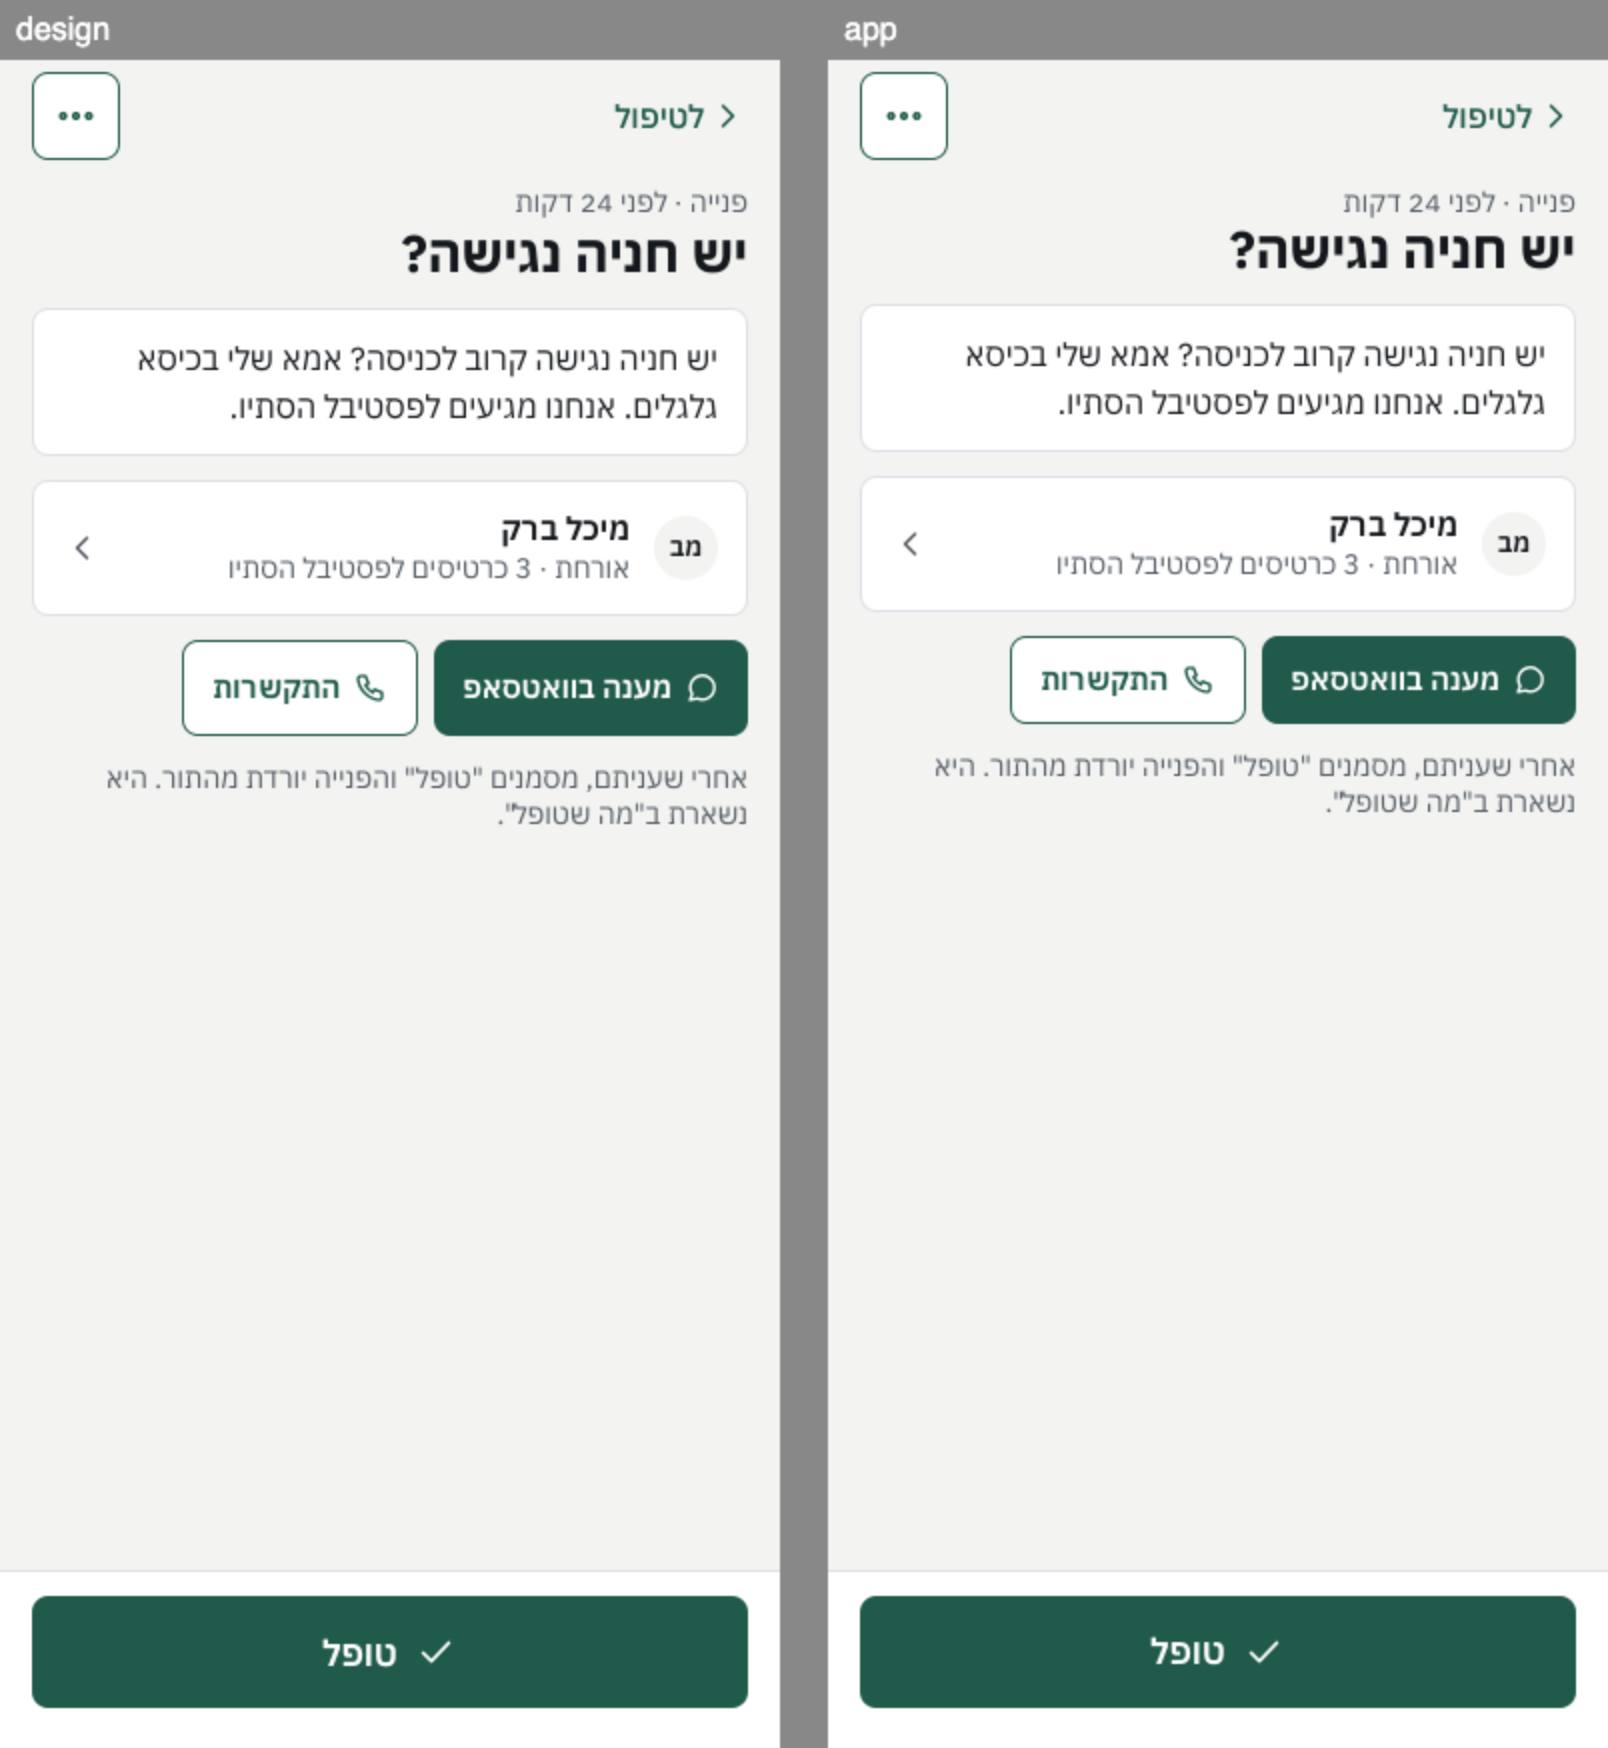 design
לטיפול
פנייה · לפני 24 דקות
יש חניה נגישה?
יש חניה נגישה קרוב לכניסה? אמא שלי בכיסא
גלגלים. אנחנו מגיעים לפסטיבל הסתיו.
מב
מיכל ברק
אורחת · 3 כרטיסים לפסטיבל הסתיו
מענה בוואטסאפ
התקשרות
אחרי שעניתם, מסמנים "טופל" והפנייה יורדת מהתור. היא
נשארת ב"מה שטופל".
טופל
app
לטיפול
פנייה · לפני 24 דקות
יש חניה נגישה?
יש חניה נגישה קרוב לכניסה? אמא שלי בכיסא
גלגלים. אנחנו מגיעים לפסטיבל הסתיו.
מב
מיכל ברק
אורחת · 3 כרטיסים לפסטיבל הסתיו
מענה בוואטסאפ
התקשרות
אחרי שעניתם, מסמנים "טופל" והפנייה יורדת מהתור. היא
נשארת ב"מה שטופל".
טופל